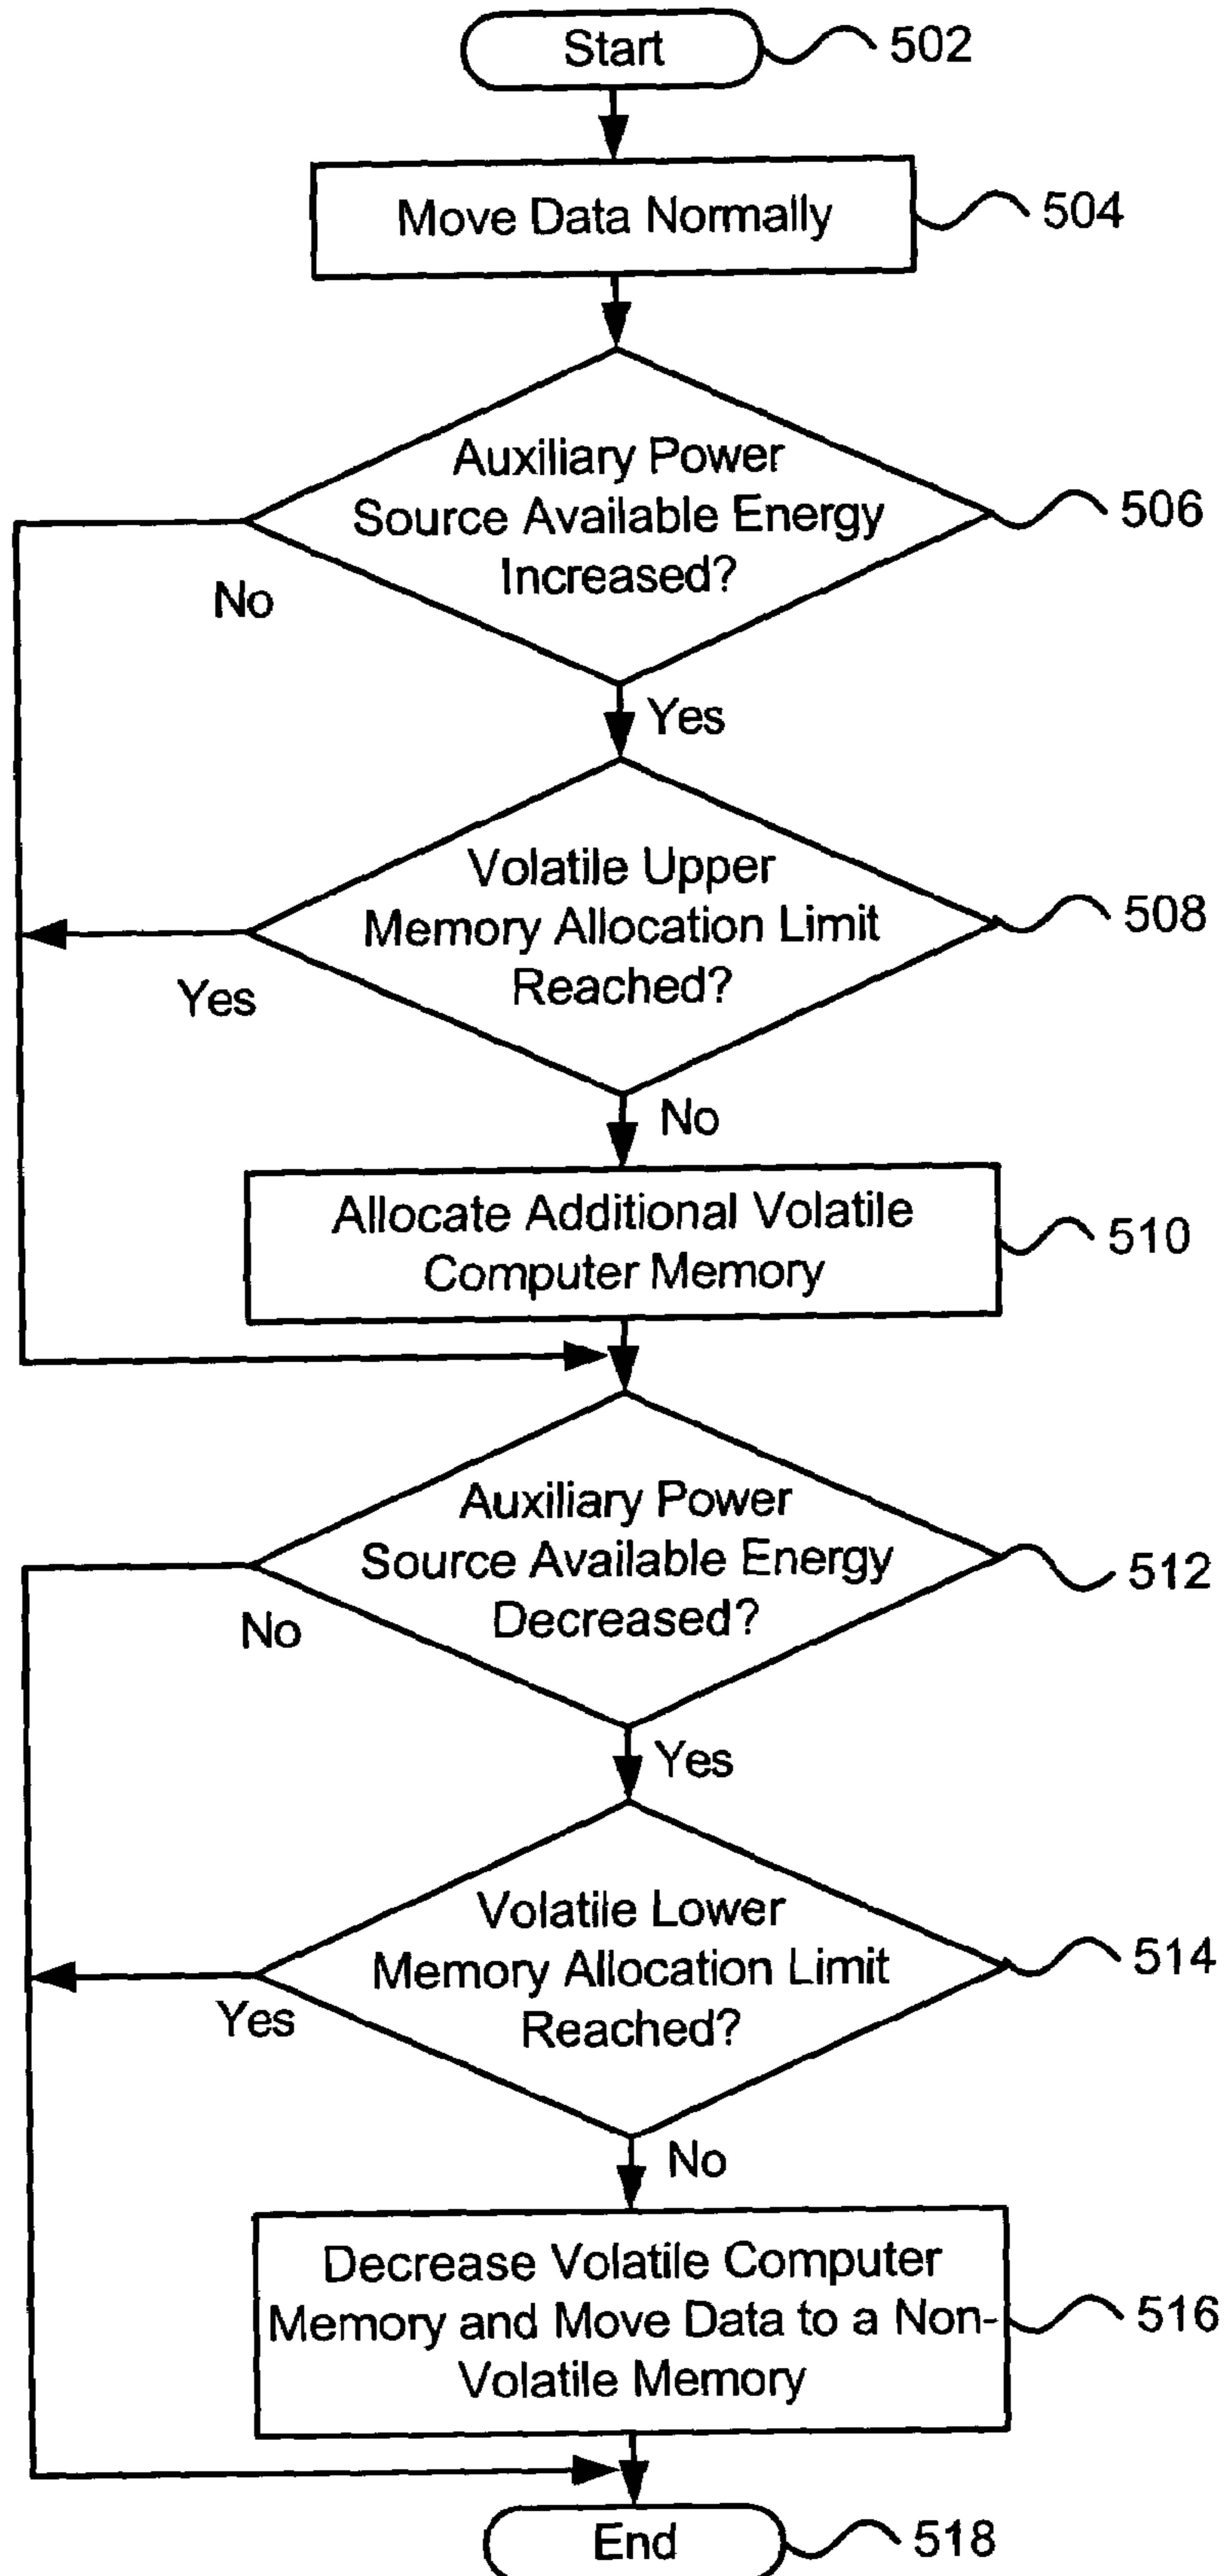 Start
502
Move Data Normally
504
Auxiliary Power
Source Available Energy
Increased?
506
No
Yes
Volatile Upper
Memory Allocation Limit
Reached?
508
Yes
No
Allocate Additional Volatile
Computer Memory
510
Auxiliary Power
Source Available Energy
Decreased?
512
No
Yes
Volatile Lower
Memory Allocation Limit
Reached?
514
Yes
No
Decrease Volatile Computer
Memory and Move Data to a Non-
Volatile Memory
516
End
518